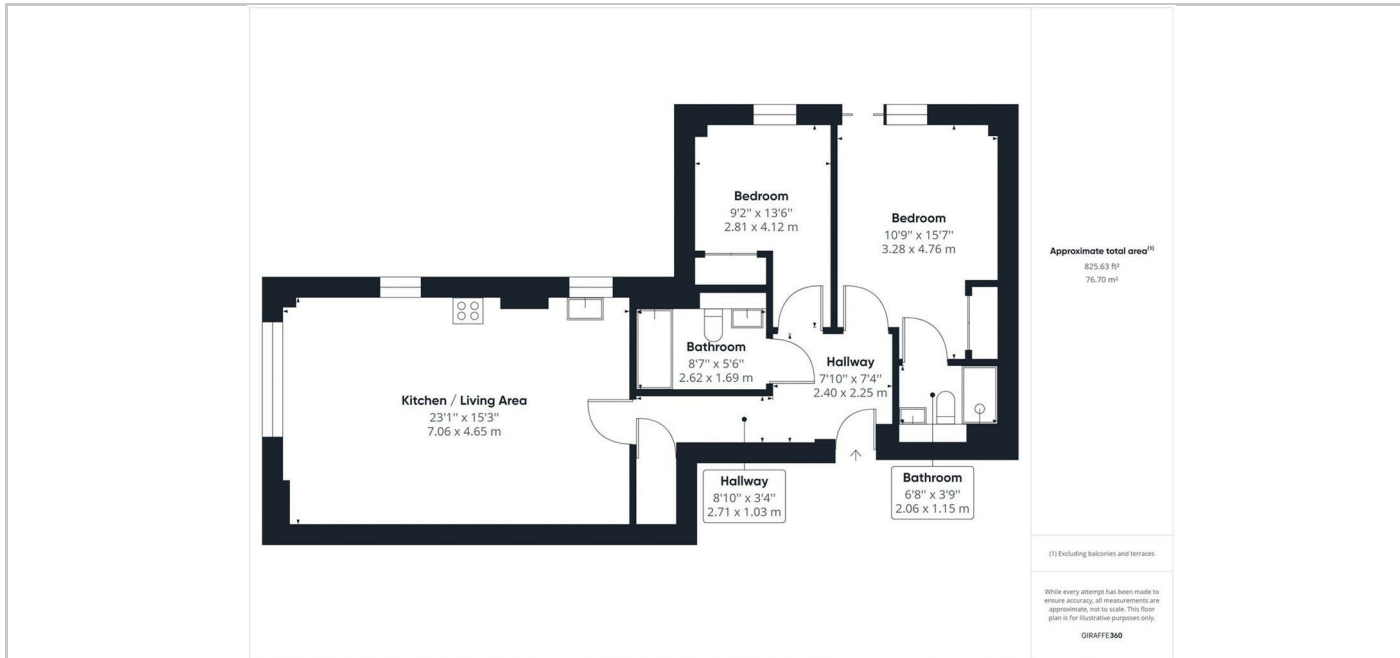 Bedroom
9'2'' x 13'6''
2.81 x 4.12 m
Bedroom
10'9'' x 15'7''
3.28 x 4.76 m
Bathroom
8'7'' x 5'6''
2.62 x 1.69 m
Hallway
7'10'' x 7'4''
2.40 x 2.25 m
Kitchen / Living Area
23'1'' x 15'3''
7.06 x 4.65 m
Hallway
8'10'' x 3'4''
2.71 x 1.03 m
Bathroom
6'8'' x 3'9''
2.06 x 1.15 m
Approximate total area(1)
825.63 ft²
76.70 m²
(1) Excluding balconies and terraces
While every attempt has been made to
ensure accuracy, all measurements are
approximate, not to scale. This floor
plan is for illustrative purposes only.
GIRAFFE360